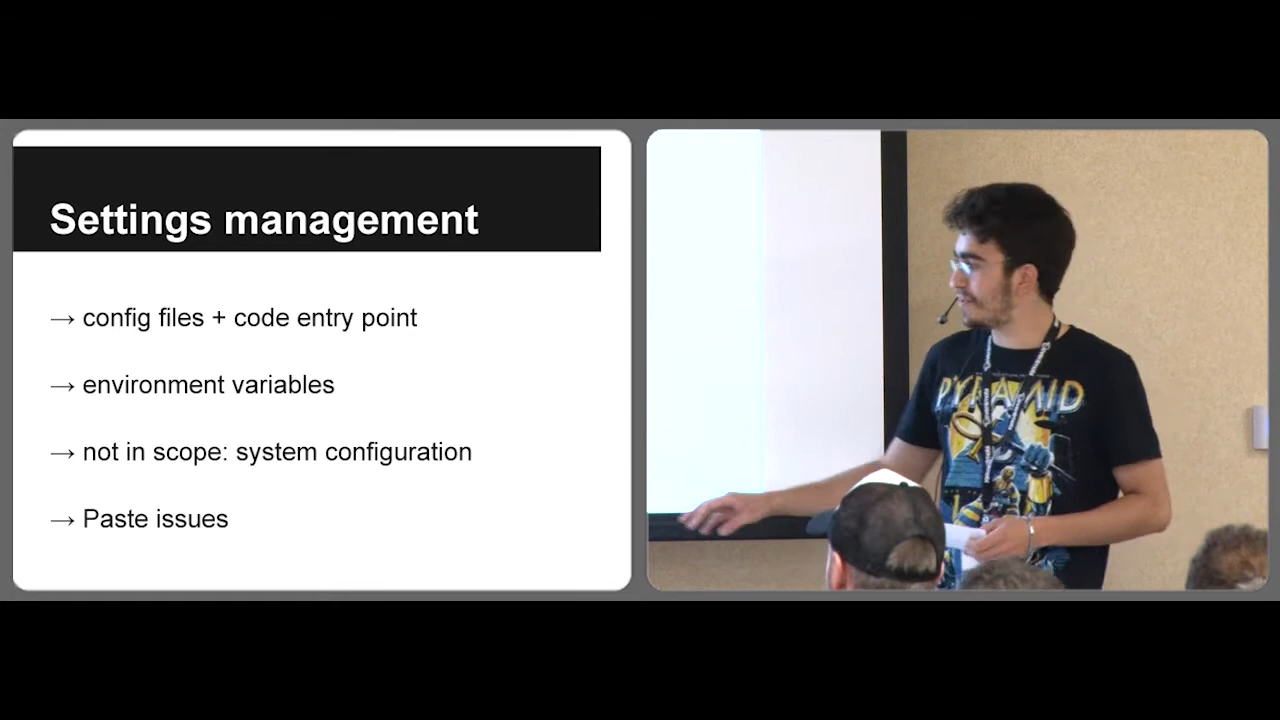 Settings management
→ config files + code entry point
→ environment variables
→ not in scope: system configuration
→ Paste issues
PYRAMID